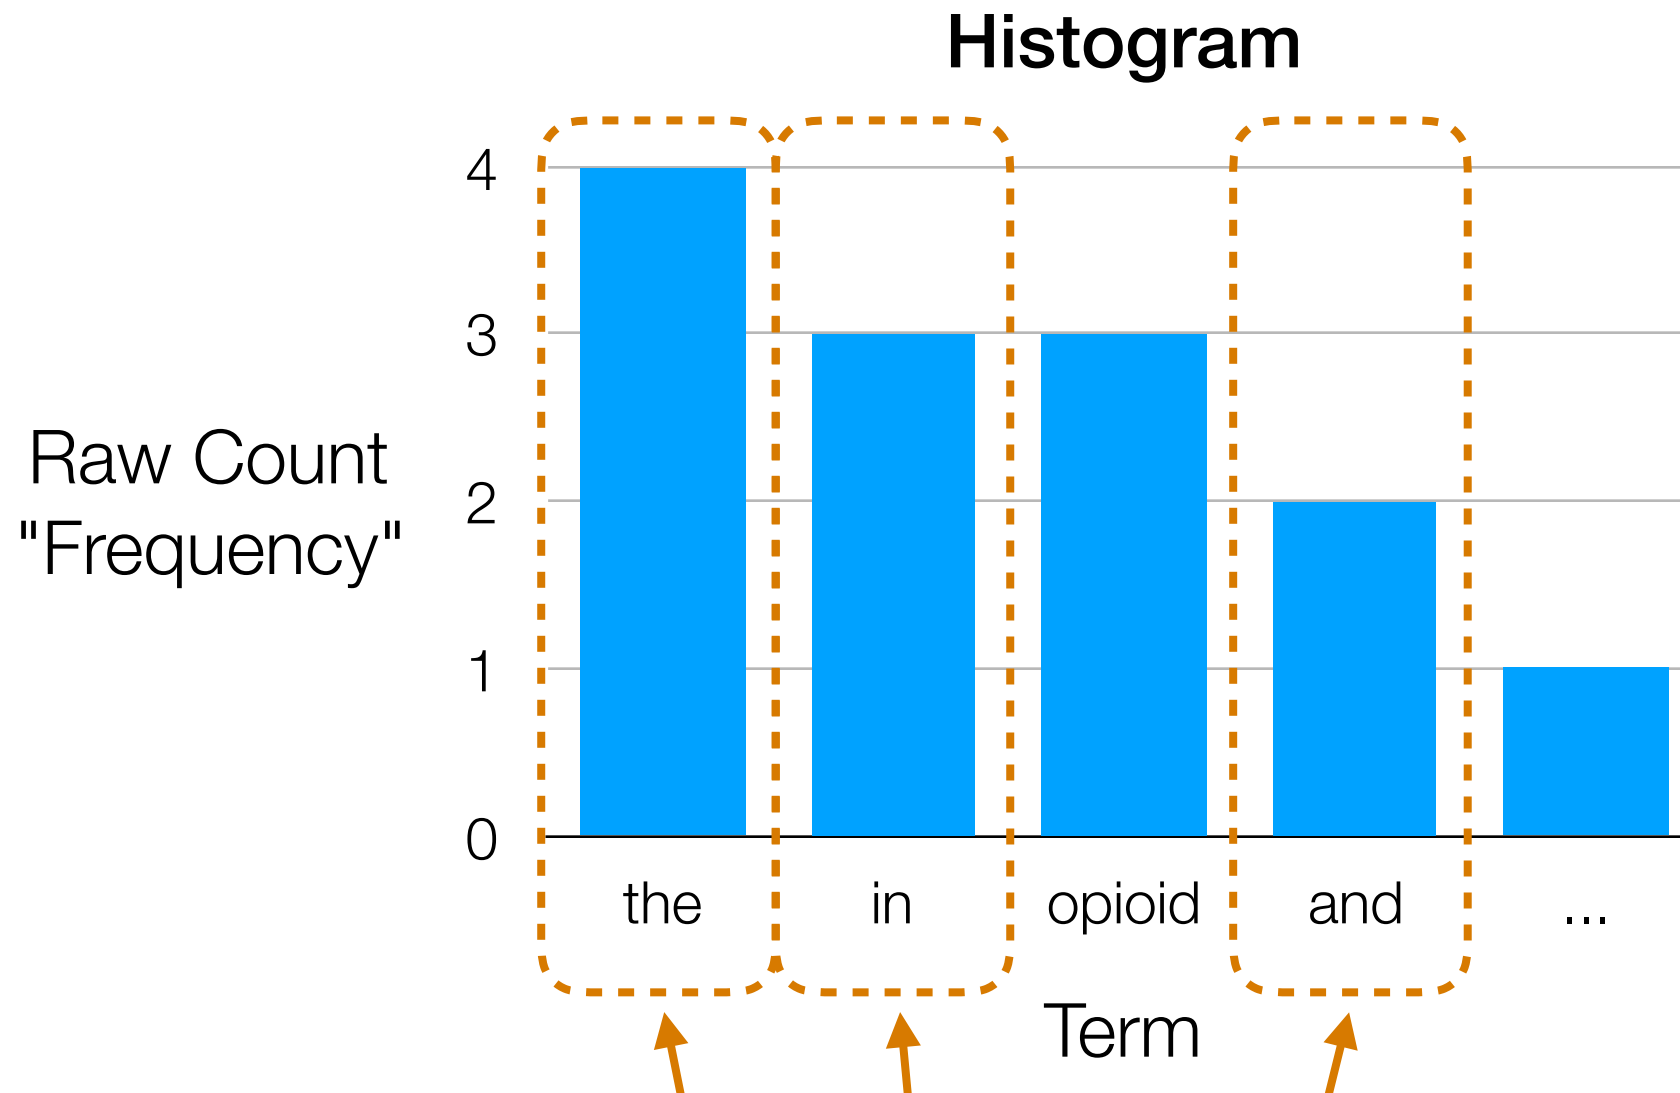 Histogram
4
3
2
1
0
Raw Count
"Frequency"
the in opioid and ...
Term